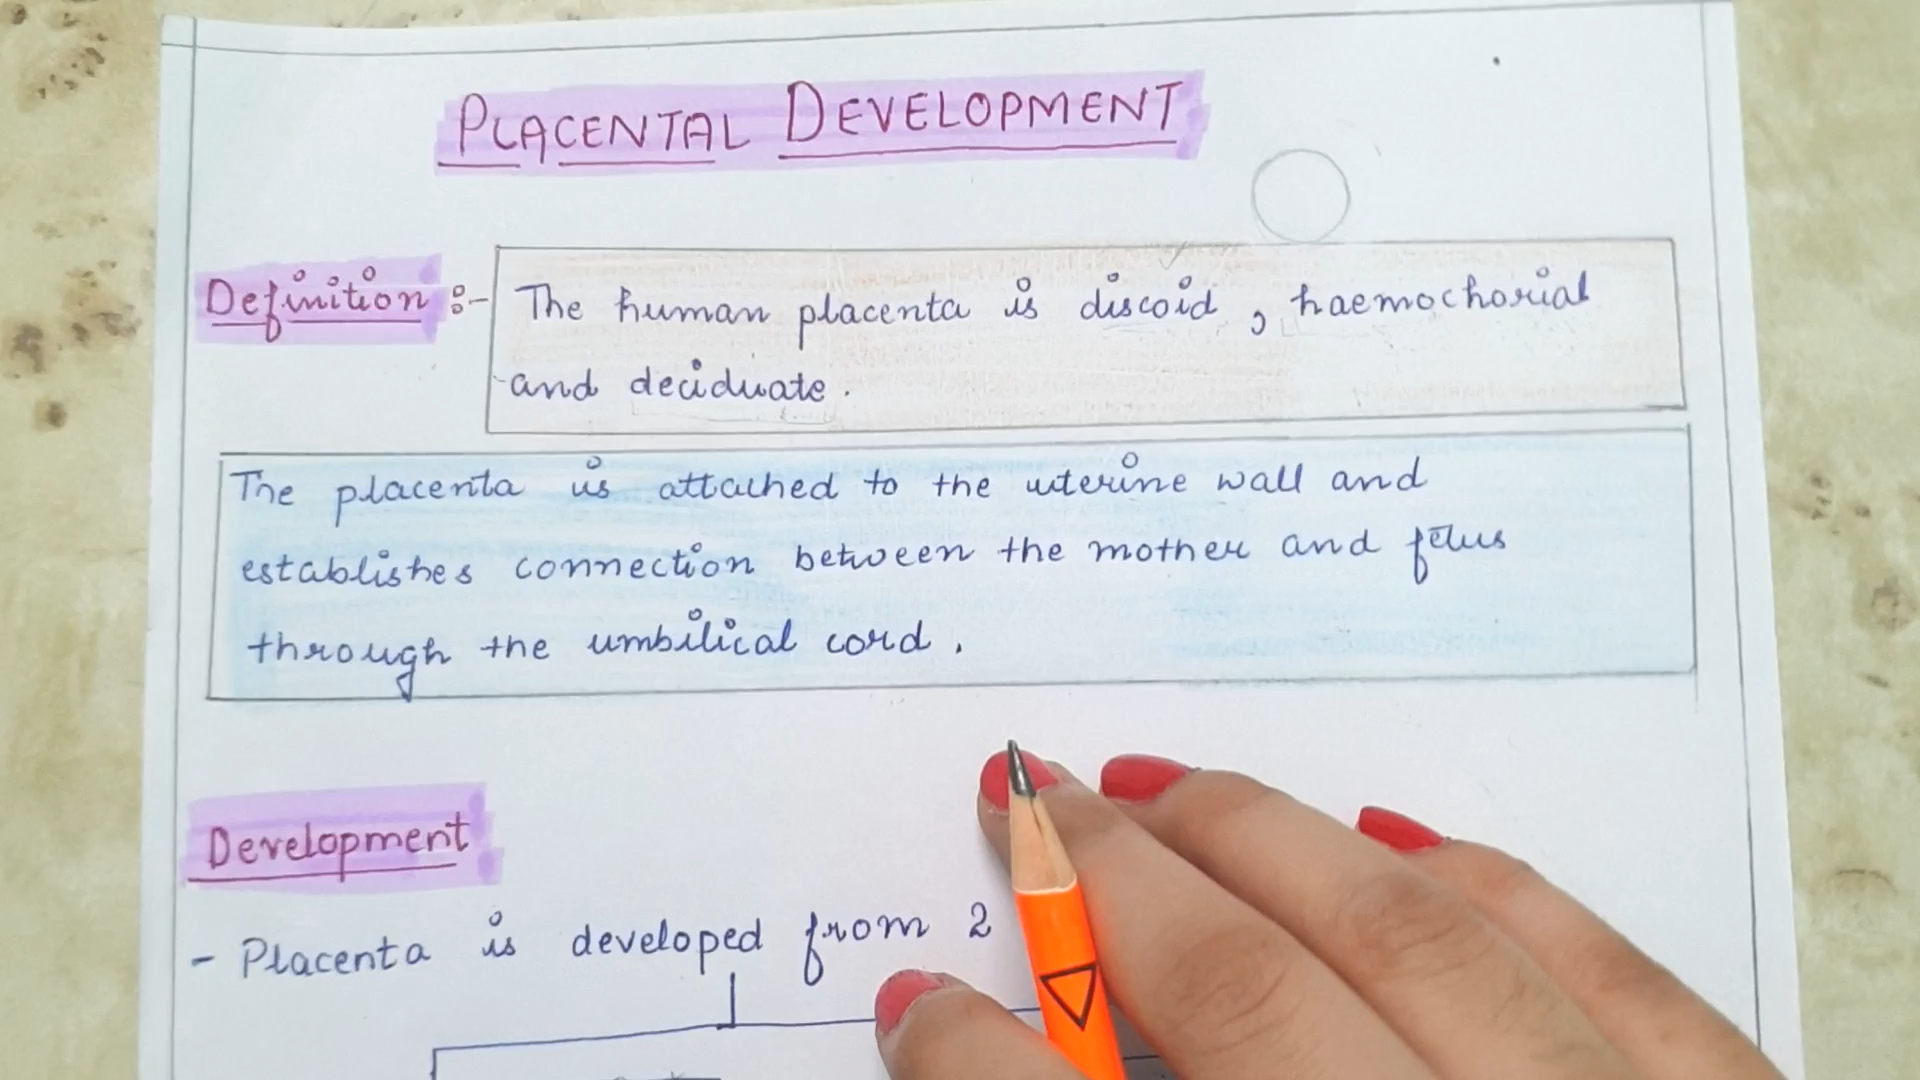 PLACENTAL DEVELOPMENT
Definition :- The human placenta is discoid, haemochorial
and deciduate.
The placenta is attached to the uterine wall and
establishes connection between the mother and fetus
through the umbilical cord.
Development
- Placenta is developed from 2